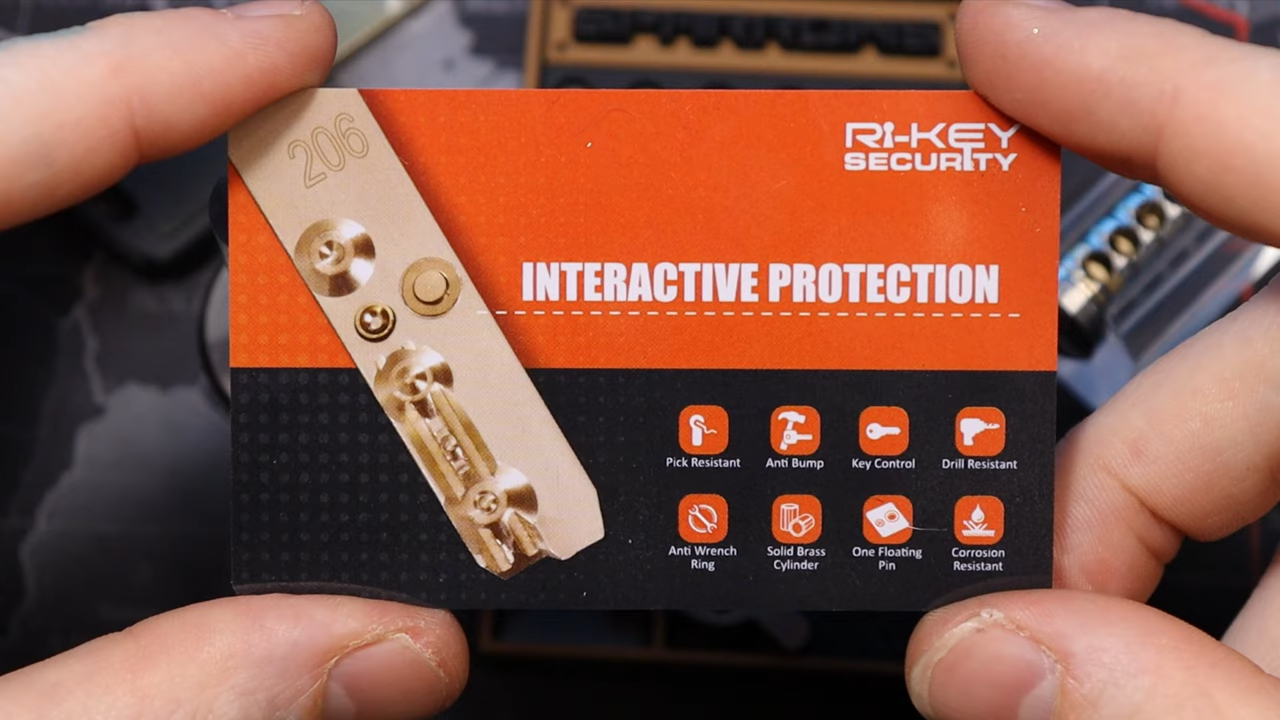 SPARROWS
206
Ri-KEY
SECURITY
INTERACTIVE PROTECTION
Pick Resistant
Anti Bump
Key Control
Drill Resistant
Anti Wrench
Ring
Solid Brass
Cylinder
One Floating
Pin
Corrosion
Resistant